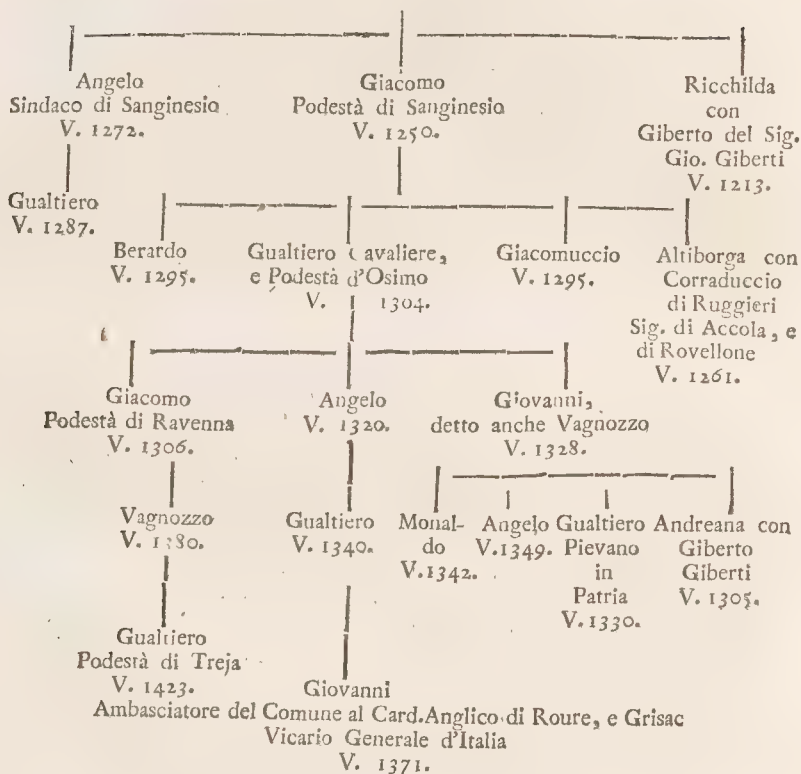 Angelo
Sindaco di Sanginesio
V. 1272.
Giacomo
Podestà di Sanginesio
V. 1250.
Ricchilda
con
Giberto del Sig.
Gio. Giberti
V. 1213.
Gualtiero
V. 1287.
Berardo
V. 1295.
Gualtiero Cavaliere,
e Podestà d'Osimo
V. 1304.
Giacomuccio
V. 1295.
Altiborga con
Corraduccio
di Ruggieri
Sig. di Accola, e
di Rovellone
V. 1261.
Giacomo
Podestà di Ravenna
V. 1306.
Angelo
V. 1320.
Giovanni,
detto anche Vagnozzo
V. 1328.
Vagnozzo
V. 1380.
Gualtiero
V. 1340.
Monal-
do
V. 1342.
Angelo
V. 1349.
Gualtiero
Pievano
in
Patria
V. 1330.
Andreana con
Giberto
Giberti
V. 1305.
Gualtiero
Podestà di Treja
V. 1423.
Giovanni
Ambasciatore del Comune al Card. Anglico di Roure, e Grisac
Vicario Generale d'Italia
V. 1371.